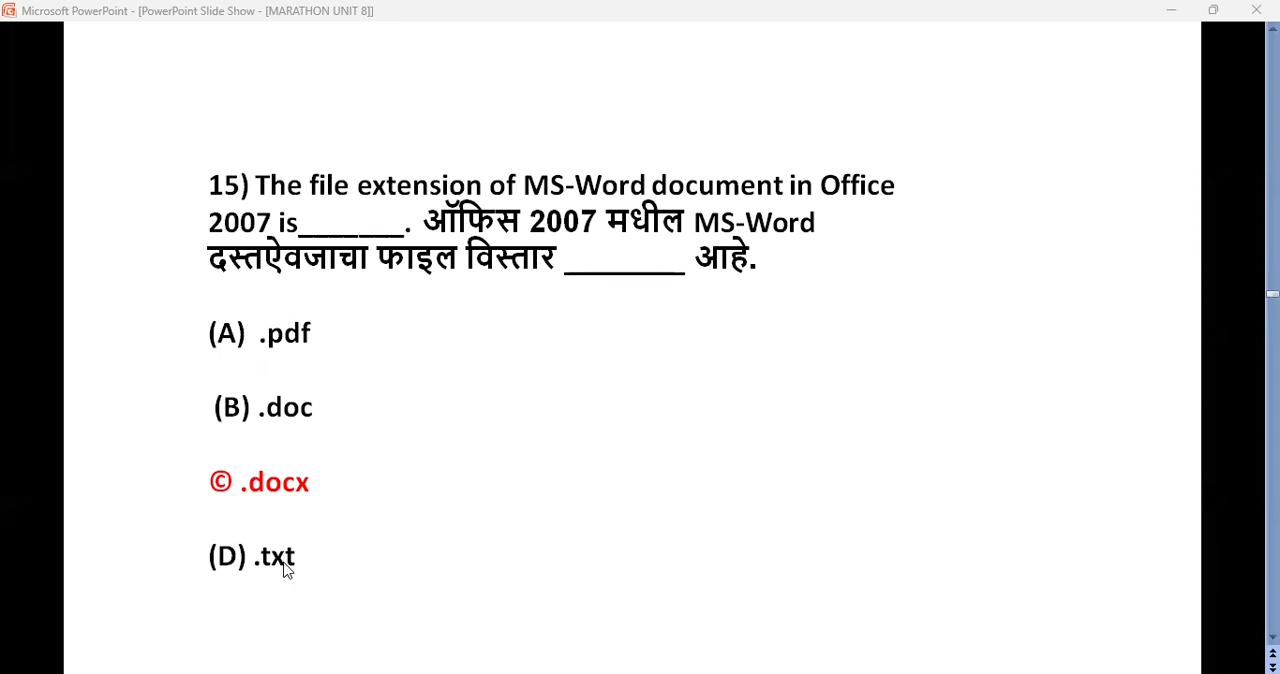 Microsoft PowerPoint - [PowerPoint Slide Show - [MARATHON UNIT 8]]
15) The file extension of MS-Word document in Office
2007 is_______. ऑफिस 2007 मधील MS-Word
दस्तऐवजाचा फाइल विस्तार ________ आहे.
(A) .pdf
(B) .doc
© .docx
(D) .txt